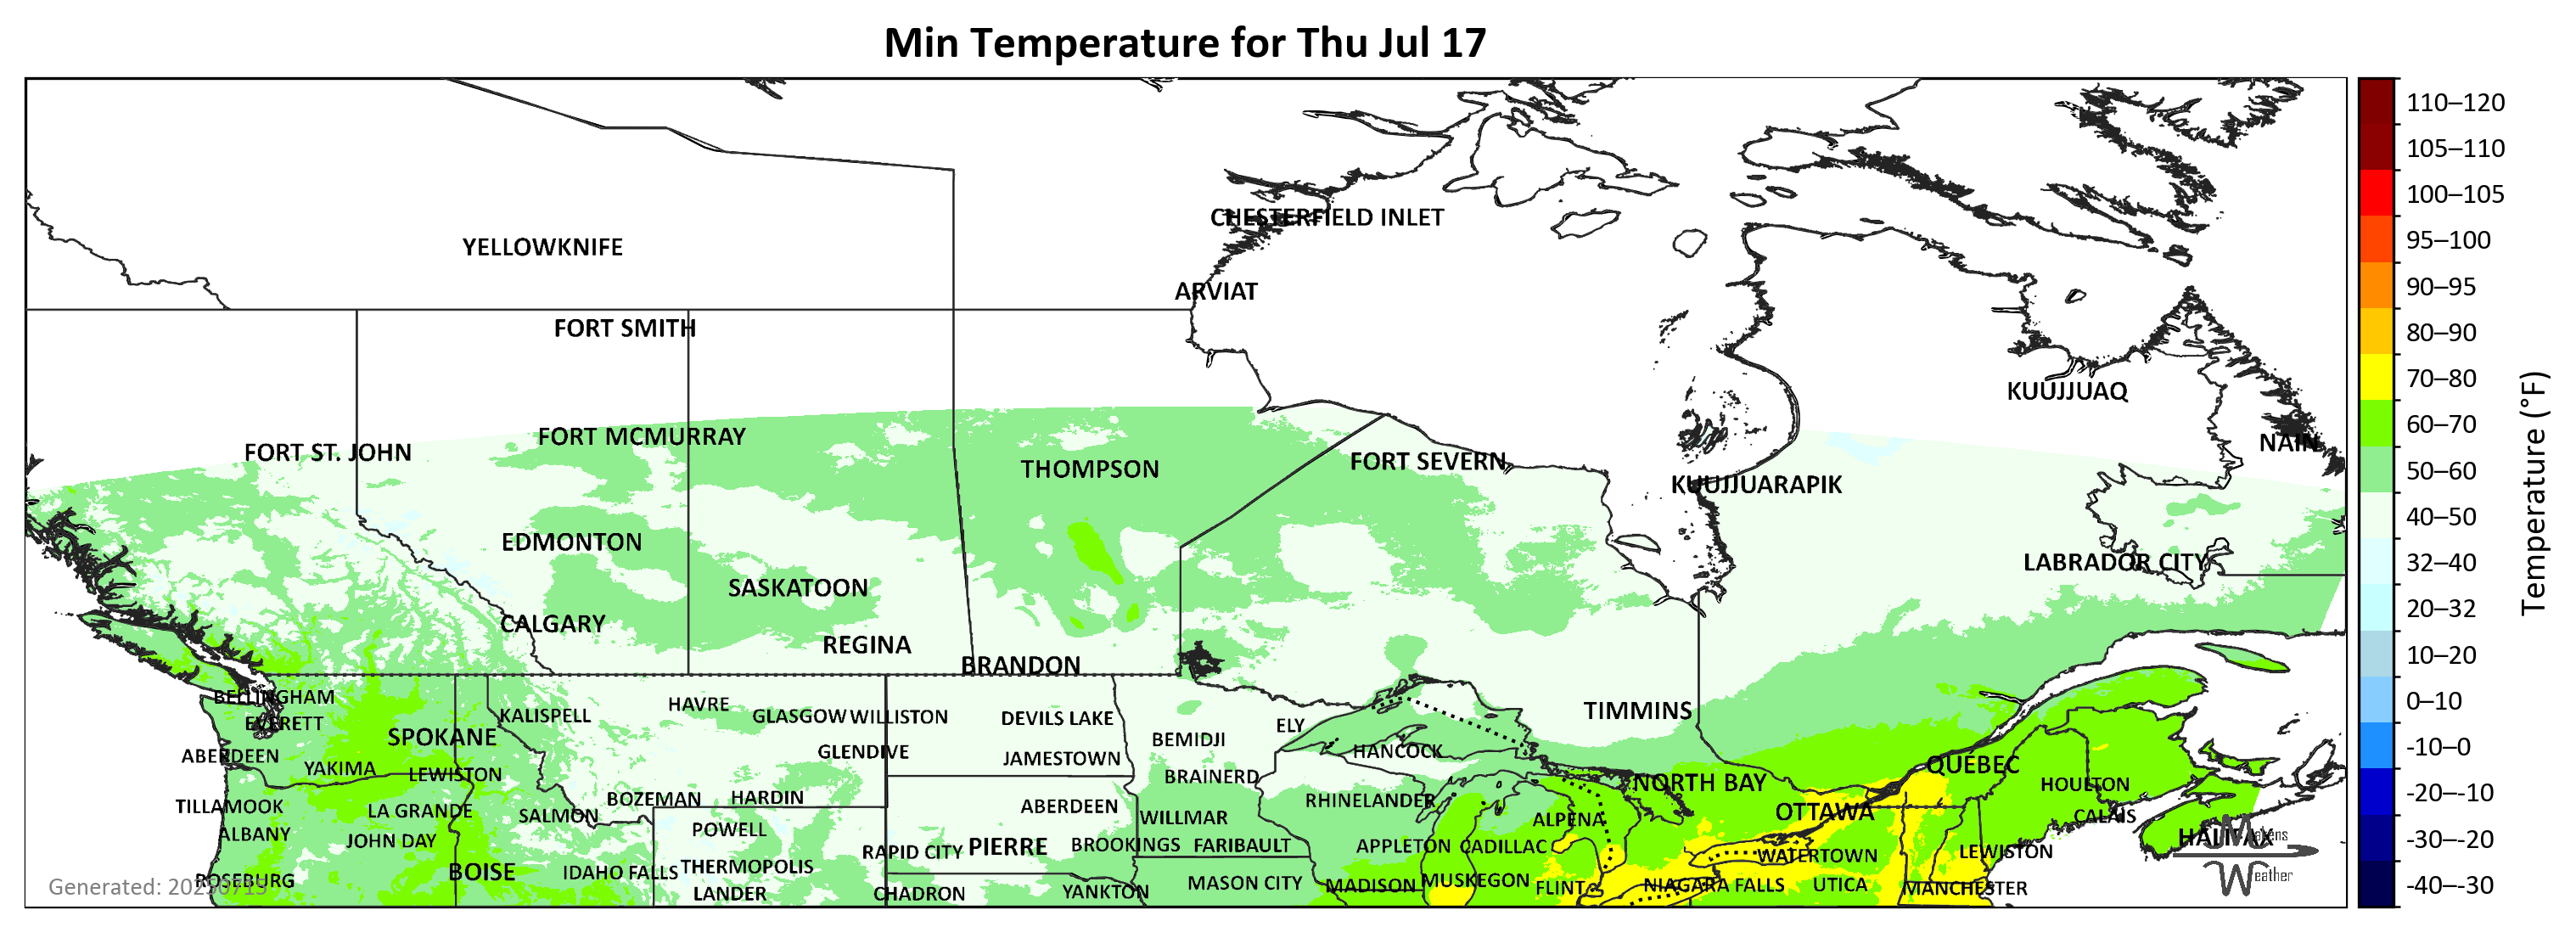 Min Temperature for Thu Jul 17
110–120
105–110
100–105
95–100
90–95
80–90
70–80
60–70
50–60
40–50
32–40
20–32
10–20
0–10
-10–0
-20–-10
-30–-20
-40–-30
Temperature (°F)
CHESTERFIELD INLET
YELLOWKNIFE
ARVIAT
FORT SMITH
KUUJJUAQ
FORT MCMURRAY
NAIN
FORT ST. JOHN
FORT SEVERN
THOMPSON
KUUJJUARAPIK
EDMONTON
LABRADOR CITY
SASKATOON
CALGARY
REGINA
BRANDON
BELLINGHAM
HAVRE
TIMMINS
KALISPELL
GLASGOW
WILLISTON
DEVILS LAKE
EVERETT
ELY
SPOKANE
BEMIDJI
HANCOCK
GLENDIVE
ABERDEEN
JAMESTOWN
QUEBEC
YAKIMA
LEWISTON
BRAINERD
NORTH BAY
HOULTON
BOZEMAN
HARDIN
RHINELANDER
TILLAMOOK
ABERDEEN
LA GRANDE
SALMON
OTTAWA
CALAIS
WILLMAR
ALPENA
POWELL
ALBANY
HALIFAX
JOHN DAY
PIERRE
BROOKINGS
FARIBAULT
APPLETON
CADILLAC
RAPID CITY
LEWISTON
WATERTOWN
THERMOPOLIS
BOISE
IDAHO FALLS
ROSEBURG
MUSKEGON
MASON CITY
MADISON
NIAGARA FALLS
UTICA
FLINT
MANCHESTER
YANKTON
LANDER
CHADRON
Makens
Weather
Generated: 20250715